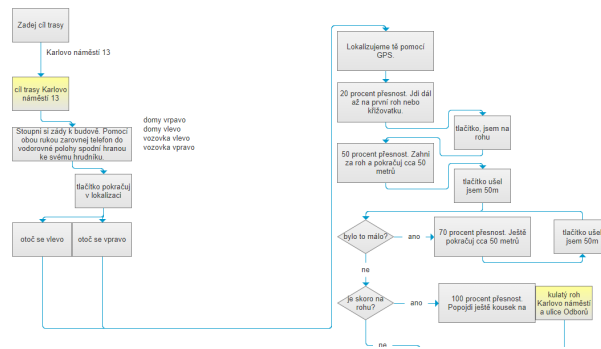 Zadej cíl trasy
Karlovo náměstí 13
cíl trasy Karlovo
náměstí 13
Stoupni si zády k budově. Pomocí
obou rukou zarovnej telefon do
vodorovné polohy spodní hranou
ke svému hrudníku.
domy vrpavo
domy vlevo
vozovka vlevo
vozovka vpravo
tlačítko pokračuj
v lokalizaci
otoč se vlevo
otoč se vpravo
Lokalizujeme tě pomocí
GPS.
20 procent přesnost. Jdi dál
až na první roh nebo
křižovatku.
tlačítko, jsem na
rohu
50 procent přesnost. Zahni
za roh a pokračuj cca 50
metrů
tlačítko ušel
jsem 50m
bylo to málo?
ano
70 procent přesnost. Ještě
pokračuj cca 50 metrů
tlačítko ušel
jsem 50m
ne
je skoro na
rohu?
ano
100 procent přesnost.
Popojdi ještě kousek na
kulatý roh
Karlovo náměstí
a ulice Odborů
ne